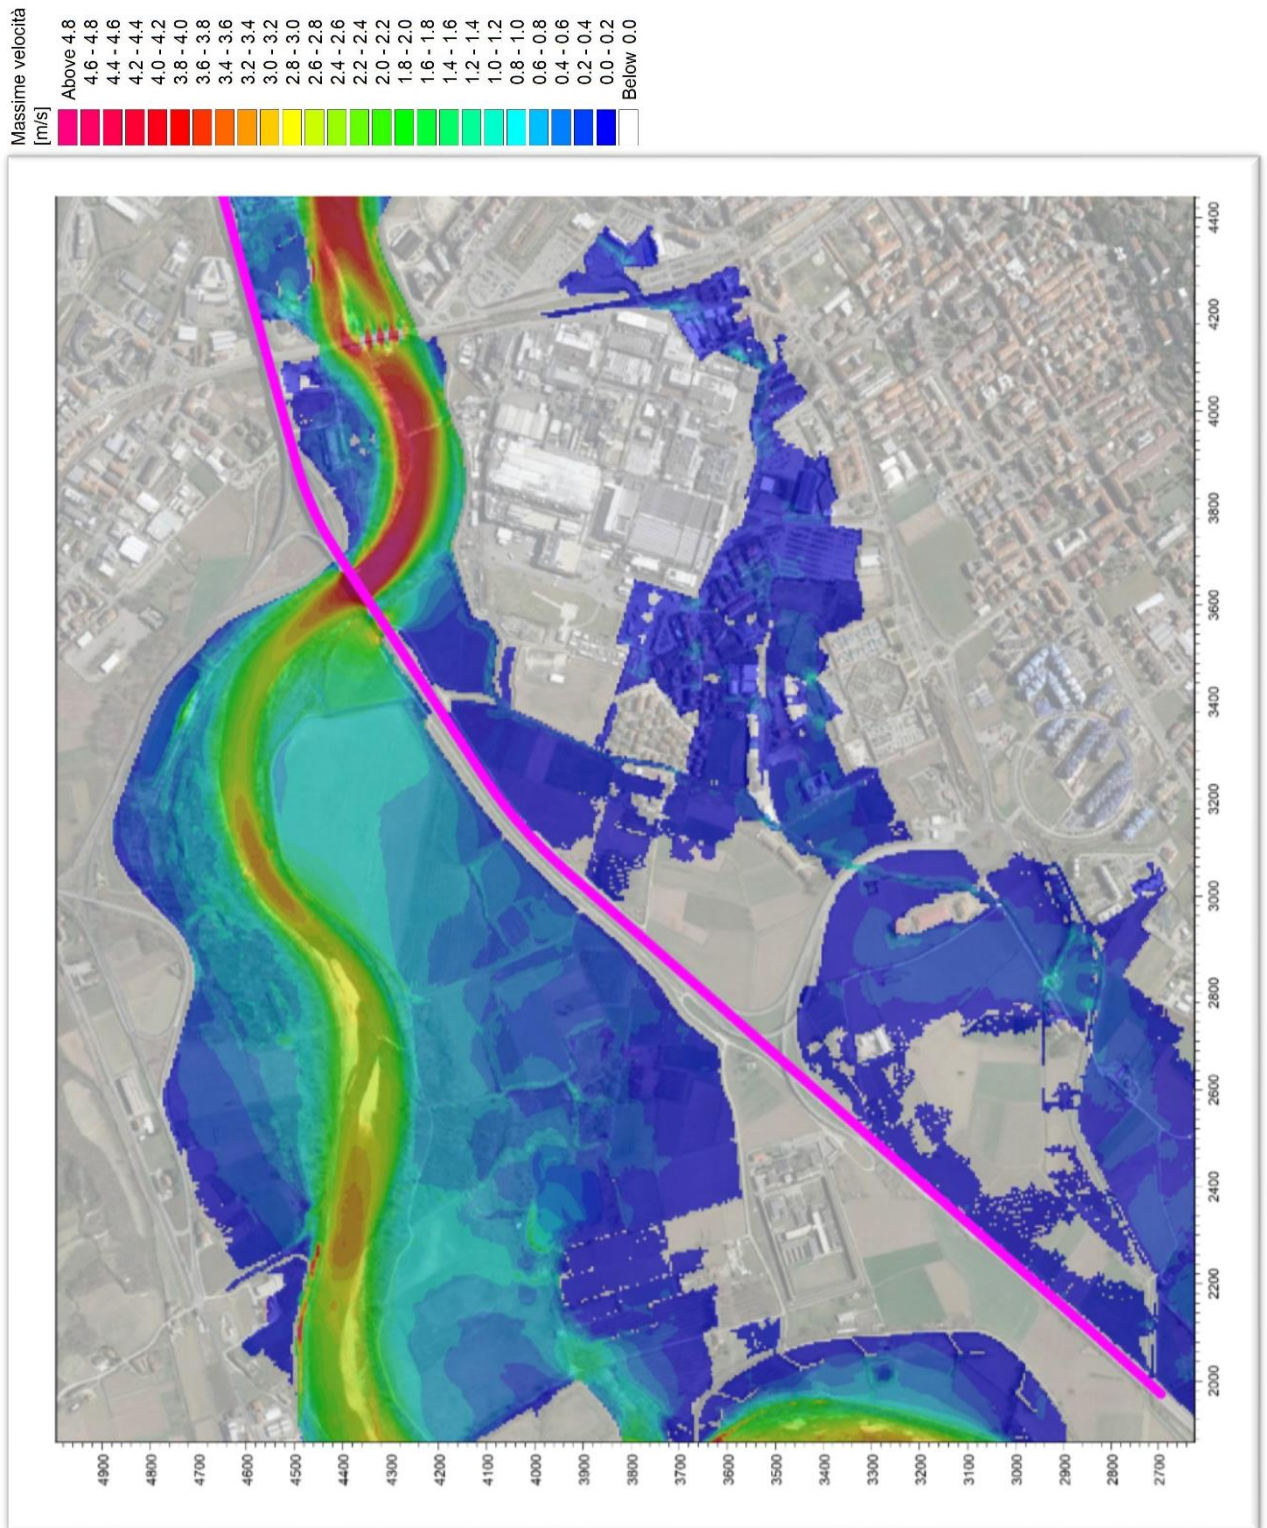 Massime velocità
[m/s]
Above 4.8
4.6 - 4.8
4.4 - 4.6
4.2 - 4.4
4.0 - 4.2
3.8 - 4.0
3.6 - 3.8
3.4 - 3.6
3.2 - 3.4
3.0 - 3.2
2.8 - 3.0
2.6 - 2.8
2.4 - 2.6
2.2 - 2.4
2.0 - 2.2
1.8 - 2.0
1.6 - 1.8
1.4 - 1.6
1.2 - 1.4
1.0 - 1.2
0.8 - 1.0
0.6 - 0.8
0.4 - 0.6
0.2 - 0.4
0.0 - 0.2
Below 0.0
4900
4800
4700
4600
4500
4400
4300
4200
4100
4000
3900
3800
3700
3600
3500
3400
3300
3200
3100
3000
2900
2800
2700
2000
2200
2400
2600
2800
3000
3200
3400
3600
3800
4000
4200
4400